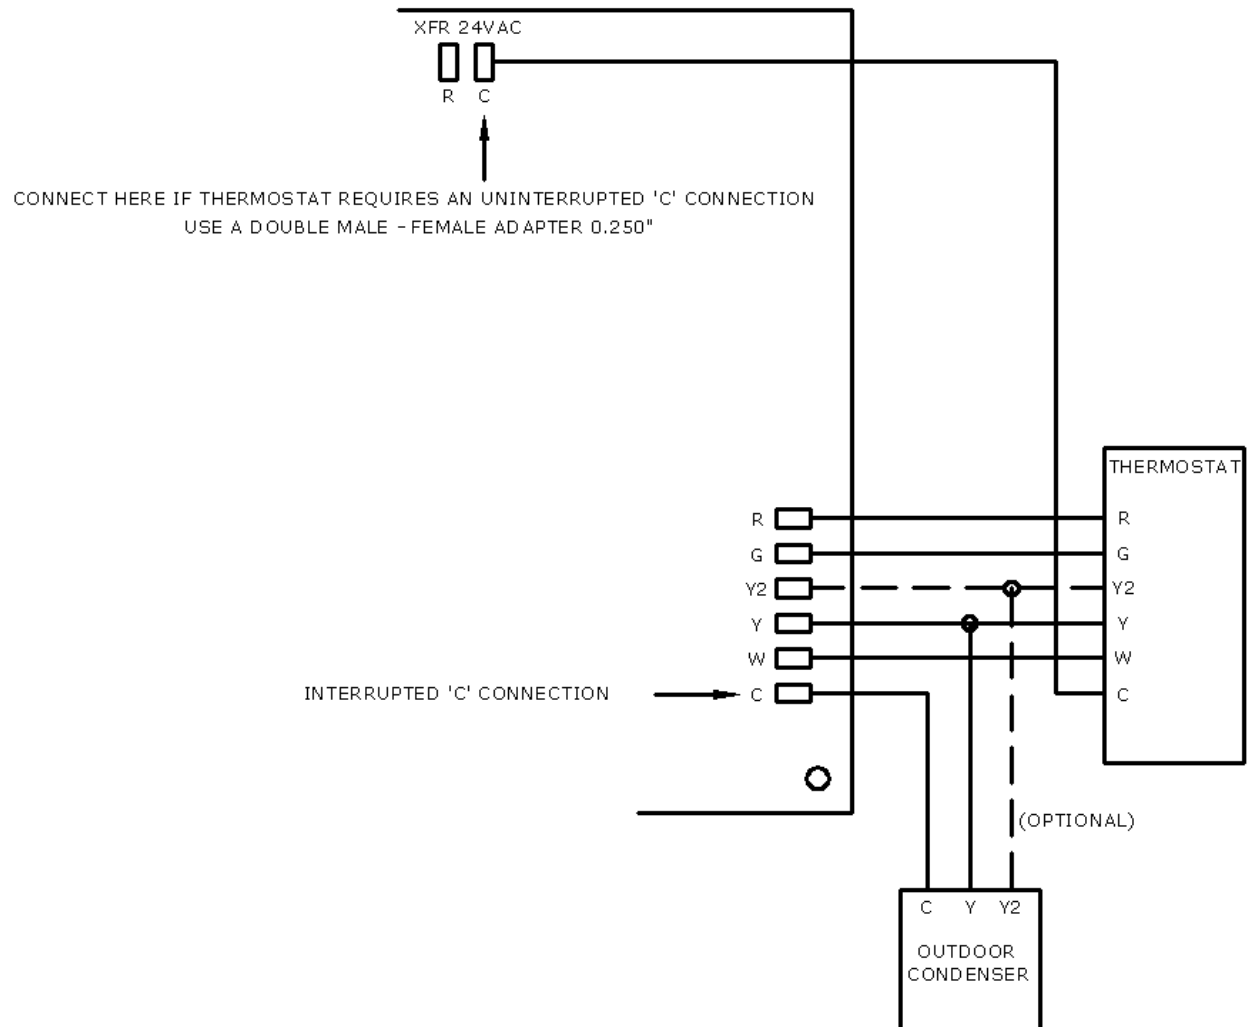 XFR 24VAC
R C
CONNECT HERE IF THERMOSTAT REQUIRES AN UNINTERRUPTED 'C' CONNECTION
USE A DOUBLE MALE - FEMALE ADAPTER 0.250"
THERMOSTAT
R R
G G
Y2 Y2
Y Y
W W
INTERRUPTED 'C' CONNECTION C C
(OPTIONAL)
C Y Y2
OUTDOOR
CONDENSER